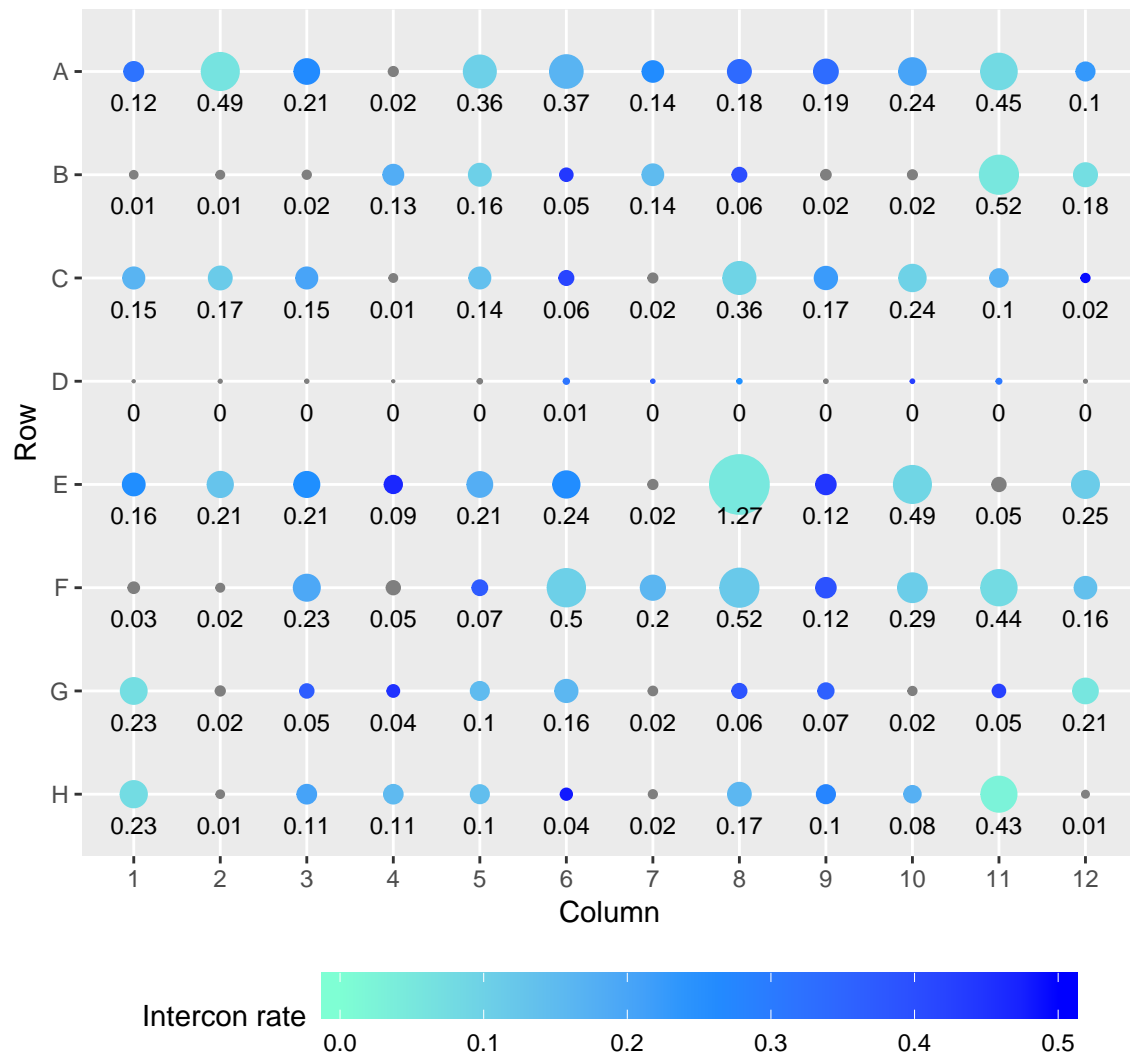 A
0.12 0.49 0.21 0.02 0.36 0.37 0.14 0.18 0.19 0.24 0.45 0.1
B
0.01 0.01 0.02 0.13 0.16 0.05 0.14 0.06 0.02 0.02 0.52 0.18
C
0.15 0.17 0.15 0.01 0.14 0.06 0.02 0.36 0.17 0.24 0.1 0.02
D
0 0 0 0 0 0.01 0 0 0 0 0 0
Row
E
0.16 0.21 0.21 0.09 0.21 0.24 0.02 1.27 0.12 0.49 0.05 0.25
F
0.03 0.02 0.23 0.05 0.07 0.5 0.2 0.52 0.12 0.29 0.44 0.16
G
0.23 0.02 0.05 0.04 0.1 0.16 0.02 0.06 0.07 0.02 0.05 0.21
H
0.23 0.01 0.11 0.11 0.1 0.04 0.02 0.17 0.1 0.08 0.43 0.01
1 2 3 4 5 6 7 8 9 10 11 12
Column
Intercon rate
0.0 0.1 0.2 0.3 0.4 0.5